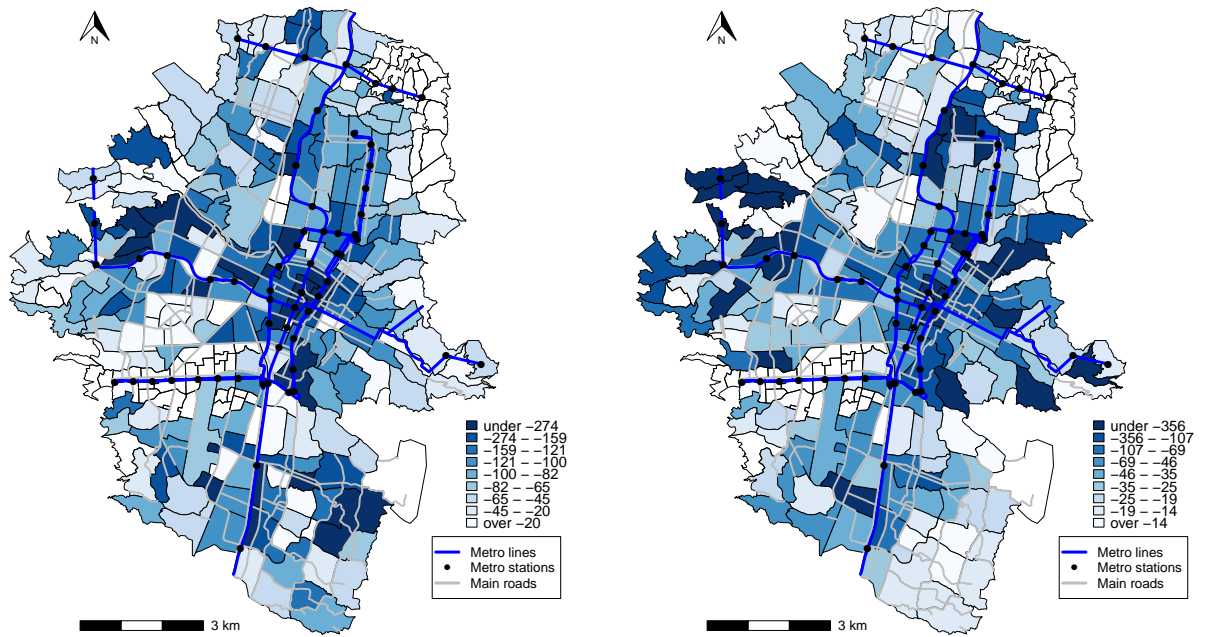 N
under −274
−274 − −159
−159 − −121
−121 − −100
−100 − −82
−82 − −65
−65 − −45
−45 − −20
over −20
Metro lines
Metro stations
Main roads
3 km
N
under −356
−356 − −107
−107 − −69
−69 − −46
−46 − −35
−35 − −25
−25 − −19
−19 − −14
over −14
Metro lines
Metro stations
Main roads
3 km